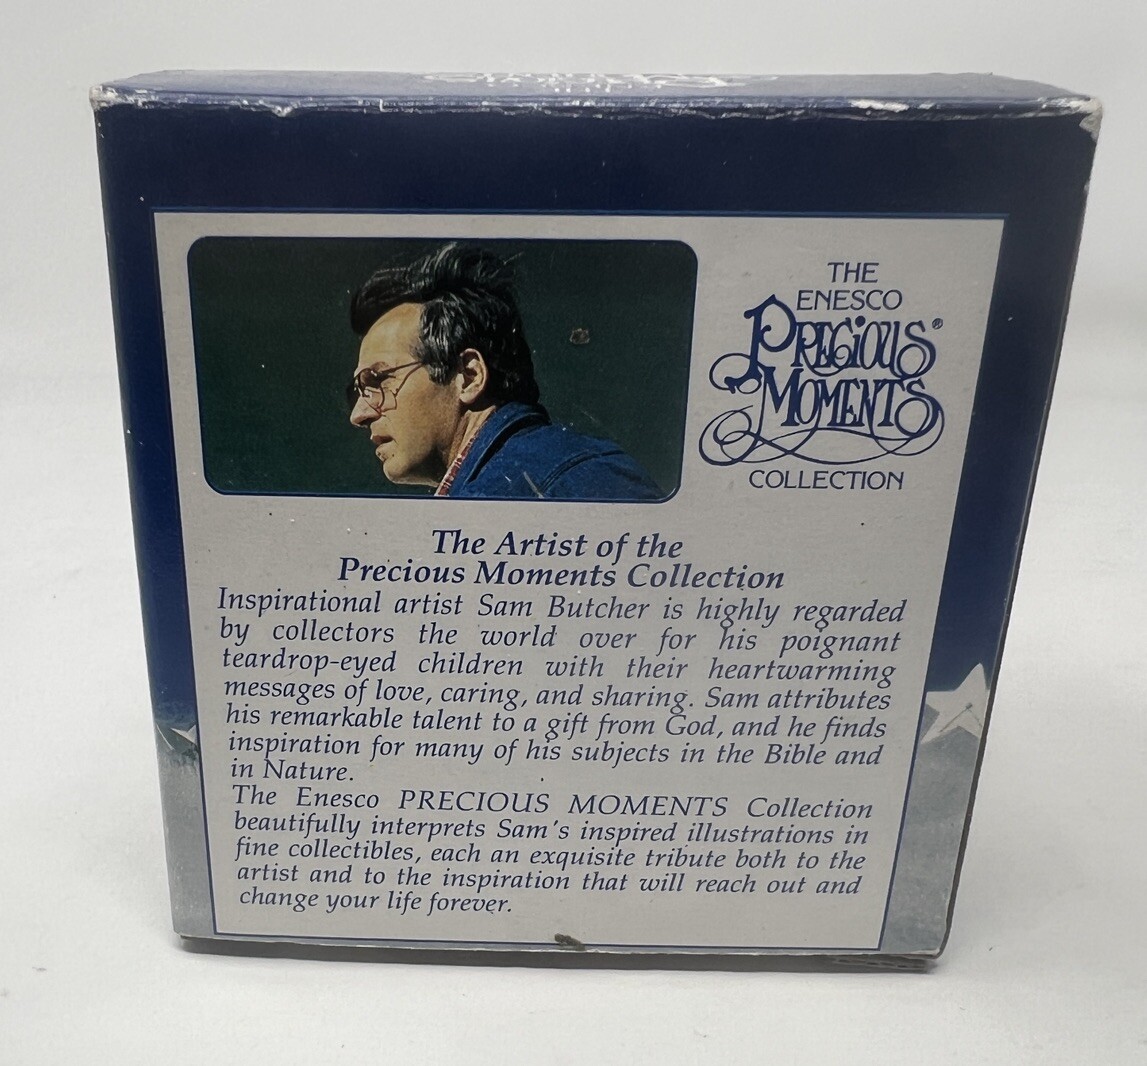 THE
ENESCO
PRECIOUS®
MOMENTS
COLLECTION
The Artist of the
Precious Moments Collection
Inspirational artist Sam Butcher is highly regarded
by collectors the world over for his poignant
teardrop-eyed children with their heartwarming
messages of love, caring, and sharing. Sam attributes
his remarkable talent to a gift from God, and he finds
inspiration for many of his subjects in the Bible and
in Nature.
The Enesco PRECIOUS MOMENTS Collection
beautifully interprets Sam's inspired illustrations in
fine collectibles, each an exquisite tribute both to the
artist and to the inspiration that will reach out and
change your life forever.